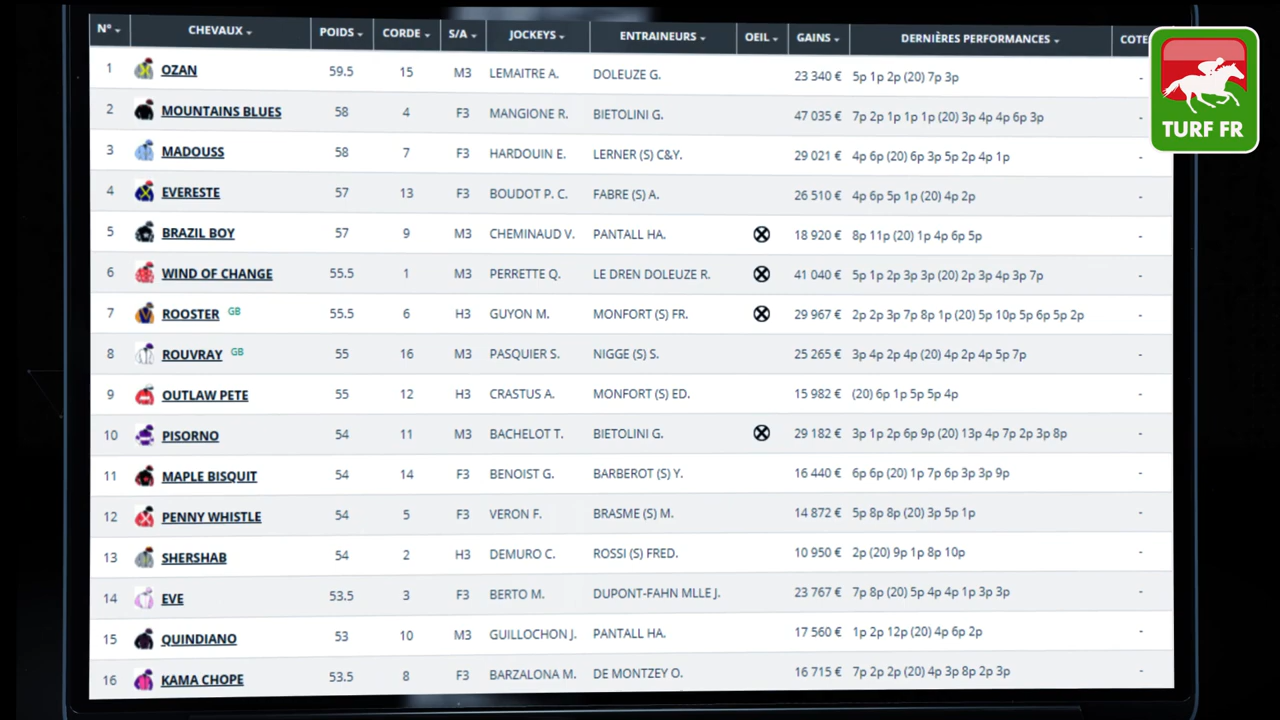 N° CHEVAUX POIDS CORDE S/A JOCKEYS ENTRAINEURS OEIL GAINS DERNIÈRES PERFORMANCES COTE
1 OZAN 59.5 15 M3 LEMAITRE A. DOLEUZE G. 23 340 € 5p 1p 2p (20) 7p 3p -
2 MOUNTAINS BLUES 58 4 F3 MANGIONE R. BIETOLINI G. 47 035 € 7p 2p 1p 1p 1p (20) 3p 4p 4p 6p 3p -
3 MADOUSS 58 7 F3 HARDOUIN E. LERNER (S) C&Y. 29 021 € 4p 6p (20) 6p 3p 5p 2p 4p 1p -
4 EVERESTE 57 13 F3 BOUDOT P. C. FABRE (S) A. 26 510 € 4p 6p 5p 1p (20) 4p 2p -
5 BRAZIL BOY 57 9 M3 CHEMINAUD V. PANTALL HA. 18 920 € 8p 11p (20) 1p 4p 6p 5p -
6 WIND OF CHANGE 55.5 1 M3 PERRETTE Q. LE DREN DOLEUZE R. 41 040 € 5p 1p 2p 3p 3p (20) 2p 3p 4p 3p 7p -
7 ROOSTER GB 55.5 6 H3 GUYON M. MONFORT (S) FR. 29 967 € 2p 2p 3p 7p 8p 1p (20) 5p 10p 5p 6p 5p 2p -
8 ROUVRAY GB 55 16 M3 PASQUIER S. NIGGE (S) S. 25 265 € 3p 4p 2p 4p (20) 4p 2p 4p 5p 7p -
9 OUTLAW PETE 55 12 H3 CRASTUS A. MONFORT (S) ED. 15 982 € (20) 6p 1p 5p 5p 4p -
10 PISORNO 54 11 M3 BACHELOT T. BIETOLINI G. 29 182 € 3p 1p 2p 6p 9p (20) 13p 4p 7p 2p 3p 8p -
11 MAPLE BISQUIT 54 14 F3 BENOIST G. BARBEROT (S) Y. 16 440 € 6p 6p (20) 1p 7p 6p 3p 3p 9p -
12 PENNY WHISTLE 54 5 F3 VERON F. BRASME (S) M. 14 872 € 5p 8p 8p (20) 3p 5p 1p -
13 SHERSHAB 54 2 H3 DEMURO C. ROSSI (S) FRED. 10 950 € 2p (20) 9p 1p 8p 10p -
14 EVE 53.5 3 F3 BERTO M. DUPONT-FAHN MLLE J. 23 767 € 7p 8p (20) 5p 4p 4p 1p 3p 3p -
15 QUINDIANO 53 10 M3 GUILLOCHON J. PANTALL HA. 17 560 € 1p 2p 12p (20) 4p 6p 2p -
16 KAMA CHOPE 53.5 8 F3 BARZALONA M. DE MONTZEY O. 16 715 € 7p 2p 2p (20) 4p 3p 8p 2p 3p -
TURF FR